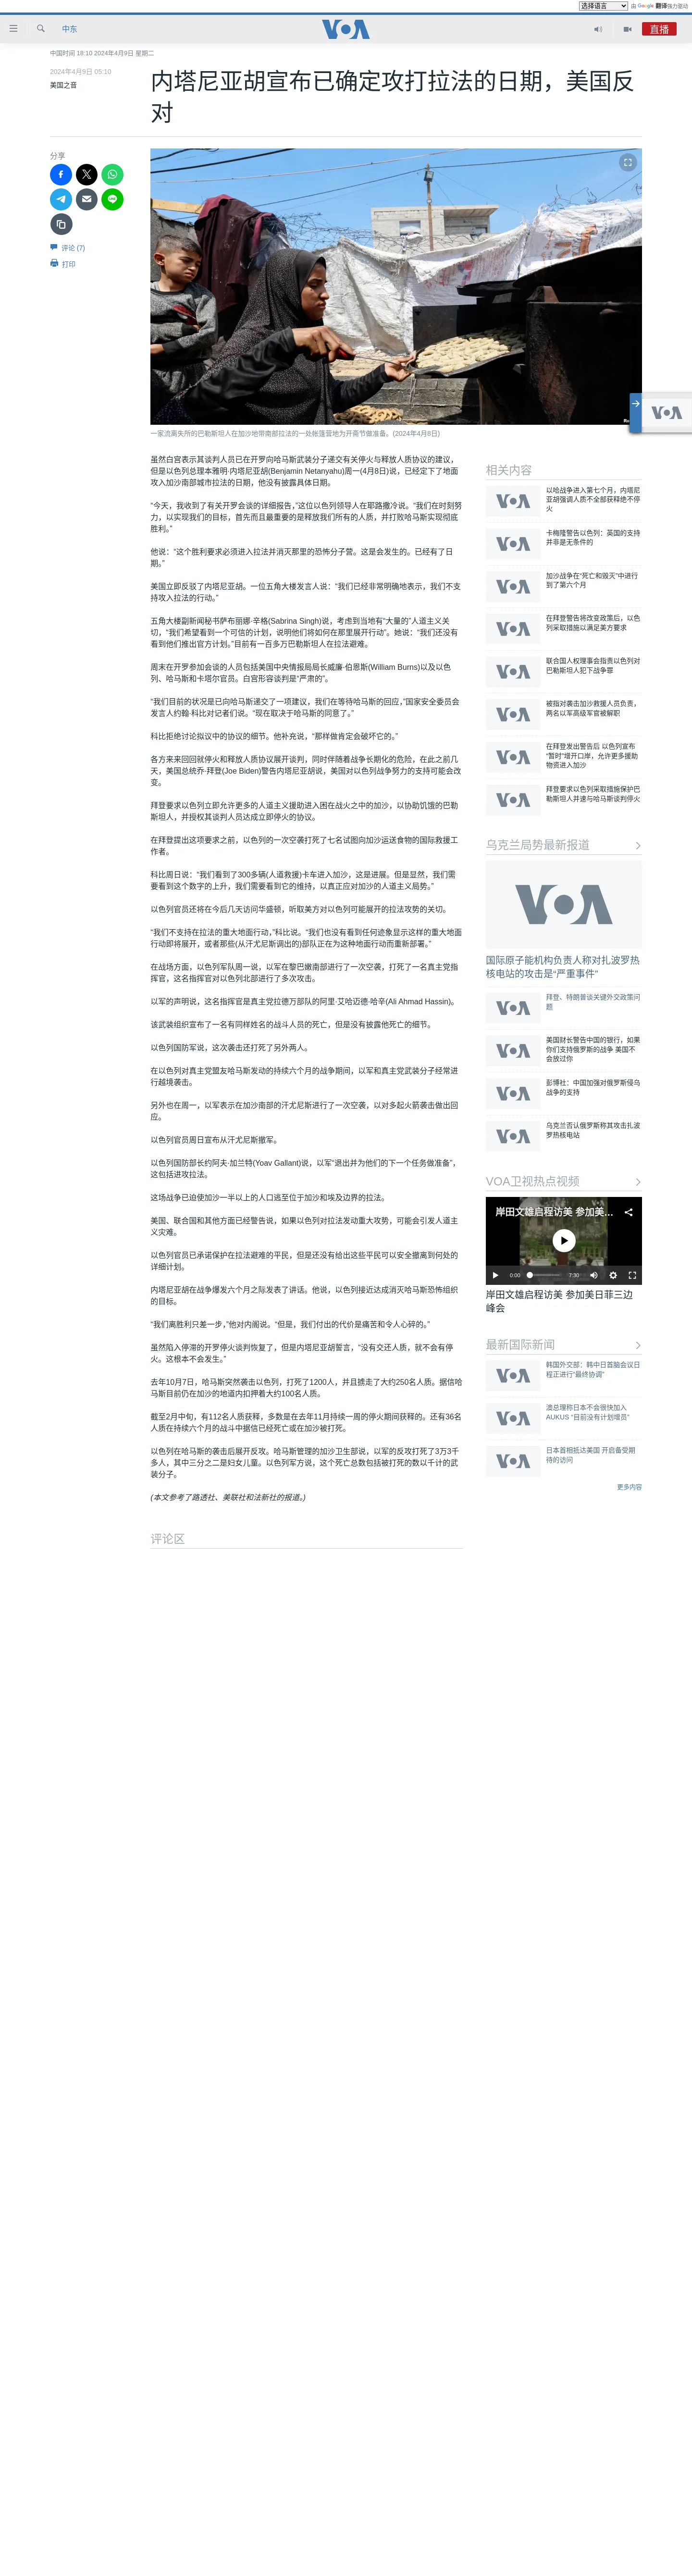 选择语言 由 Google 翻译强力驱动
中东
VOA
直播
中国时间 18:10 2024年4月9日 星期二
2024年4月9日 05:10
美国之音
内塔尼亚胡宣布已确定攻打拉法的日期，美国反
对
分享
评论 (7)
打印
一家流离失所的巴勒斯坦人在加沙地带南部拉法的一处帐篷营地为开斋节做准备。(2024年4月8日)
虽然白宫表示其谈判人员已在开罗向哈马斯武装分子递交有关停火与释放人质协议的建议，
但是以色列总理本雅明·内塔尼亚胡(Benjamin Netanyahu)周一(4月8日)说，已经定下了地面
攻入加沙南部城市拉法的日期，他没有披露具体日期。
“今天，我收到了有关开罗会谈的详细报告，”这位以色列领导人在耶路撒冷说。“我们在时刻努
力，以实现我们的目标，首先而且最重要的是释放我们所有的人质，并打败哈马斯实现彻底
胜利。”
他说：“这个胜利要求必须进入拉法并消灭那里的恐怖分子营。这是会发生的。已经有了日
期。”
美国立即反驳了内塔尼亚胡。一位五角大楼发言人说：“我们已经非常明确地表示，我们不支
持攻入拉法的行动。”
五角大楼副新闻秘书萨布丽娜·辛格(Sabrina Singh)说，考虑到当地有“大量的”人道主义关
切，“我们希望看到一个可信的计划，说明他们将如何在那里展开行动”。她说：“我们还没有
看到他们推出官方计划。”目前有一百多万巴勒斯坦人在拉法避难。
周末在开罗参加会谈的人员包括美国中央情报局局长威廉·伯恩斯(William Burns)以及以色
列、哈马斯和卡塔尔官员。白宫形容谈判是“严肃的”。
“我们目前的状况是已向哈马斯递交了一项建议，我们在等待哈马斯的回应，”国家安全委员会
发言人约翰·科比对记者们说。“现在取决于哈马斯的同意了。”
科比拒绝讨论拟议中的协议的细节。他补充说，“那样做肯定会破坏它的。”
各方来来回回就停火和释放人质协议展开谈判，同时伴随着战争长期化的危险，在此之前几
天，美国总统乔·拜登(Joe Biden)警告内塔尼亚胡说，美国对以色列战争努力的支持可能会改
变。
拜登要求以色列立即允许更多的人道主义援助进入困在战火之中的加沙，以协助饥饿的巴勒
斯坦人，并授权其谈判人员达成立即停火的协议。
在拜登提出这项要求之前，以色列的一次空袭打死了七名试图向加沙运送食物的国际救援工
作者。
科比周日说：“我们看到了300多辆(人道救援)卡车进入加沙，这是进展。但是显然，我们需
要看到这个数字的上升，我们需要看到它的维持，以真正应对加沙的人道主义局势。”
以色列官员还将在今后几天访问华盛顿，听取美方对以色列可能展开的拉法攻势的关切。
“我们不支持在拉法的重大地面行动，”科比说。“我们也没有看到任何迹象显示这样的重大地面
行动即将展开，或者那些(从汗尤尼斯调出的)部队正在为这种地面行动而重新部署。”
在战场方面，以色列军队周一说，以军在黎巴嫩南部进行了一次空袭，打死了一名真主党指
挥官，这名指挥官对以色列北部进行了多次攻击。
以军的声明说，这名指挥官是真主党拉德万部队的阿里·艾哈迈德·哈辛(Ali Ahmad Hassin)。
该武装组织宣布了一名有同样姓名的战斗人员的死亡，但是没有披露他死亡的细节。
以色列国防军说，这次袭击还打死了另外两人。
在以色列对真主党盟友哈马斯发动的持续六个月的战争期间，以军和真主党武装分子经常进
行越境袭击。
另外也在周一，以军表示在加沙南部的汗尤尼斯进行了一次空袭，以对多起火箭袭击做出回
应。
以色列官员周日宣布从汗尤尼斯撤军。
以色列国防部长约阿夫·加兰特(Yoav Gallant)说，以军“退出并为他们的下一个任务做准备”，
这包括进攻拉法。
这场战争已迫使加沙一半以上的人口逃至位于加沙和埃及边界的拉法。
美国、联合国和其他方面已经警告说，如果以色列对拉法发动重大攻势，可能会引发人道主
义灾难。
以色列官员已承诺保护在拉法避难的平民，但是还没有给出这些平民可以安全撤离到何处的
详细计划。
内塔尼亚胡在战争爆发六个月之际发表了讲话。他说，以色列接近达成消灭哈马斯恐怖组织
的目标。
“我们离胜利只差一步，”他对内阁说。“但是，我们付出的代价是痛苦和令人心碎的。”
虽然陷入停滞的开罗停火谈判恢复了，但是内塔尼亚胡誓言，“没有交还人质，就不会有停
火。这根本不会发生。”
去年10月7日，哈马斯突然袭击以色列，打死了1200人，并且掳走了大约250名人质。据信哈
马斯目前仍在加沙的地道内扣押着大约100名人质。
截至2月中旬，有112名人质获释，多数是在去年11月持续一周的停火期间获释的。还有36名
人质在持续六个月的战斗中据信已经死亡或在加沙被打死。
以色列在哈马斯的袭击后展开反攻。哈马斯管理的加沙卫生部说，以军的反攻打死了3万3千
多人，其中三分之二是妇女儿童。以色列军方说，这个死亡总数包括被打死的数以千计的武
装分子。
(本文参考了路透社、美联社和法新社的报道。)
评论区
相关内容
以哈战争进入第七个月，内塔尼
亚胡强调人质不全部获释绝不停
火
卡梅隆警告以色列：英国的支持
并非是无条件的
加沙战争在“死亡和毁灭”中进行
到了第六个月
在拜登警告将改变政策后，以色
列采取措施以满足美方要求
联合国人权理事会指责以色列对
巴勒斯坦人犯下战争罪
被指对袭击加沙救援人员负责，
两名以军高级军官被解职
在拜登发出警告后 以色列宣布
“暂时”增开口岸，允许更多援助
物资进入加沙
拜登要求以色列采取措施保护巴
勒斯坦人并速与哈马斯谈判停火
乌克兰局势最新报道
VOA
国际原子能机构负责人称对扎波罗热
核电站的攻击是“严重事件”
拜登、特朗普谈关键外交政策问
题
美国财长警告中国的银行，如果
你们支持俄罗斯的战争 美国不
会放过你
彭博社：中国加强对俄罗斯侵乌
战争的支持
乌克兰否认俄罗斯称其攻击扎波
罗热核电站
VOA卫视热点视频
岸田文雄启程访美 参加美…
0:00 7:30
岸田文雄启程访美 参加美日菲三边
峰会
最新国际新闻
韩国外交部：韩中日首脑会议日
程正进行“最终协调”
澳总理称日本不会很快加入
AUKUS “目前没有计划增员”
日本首相抵达美国 开启备受期
待的访问
更多内容